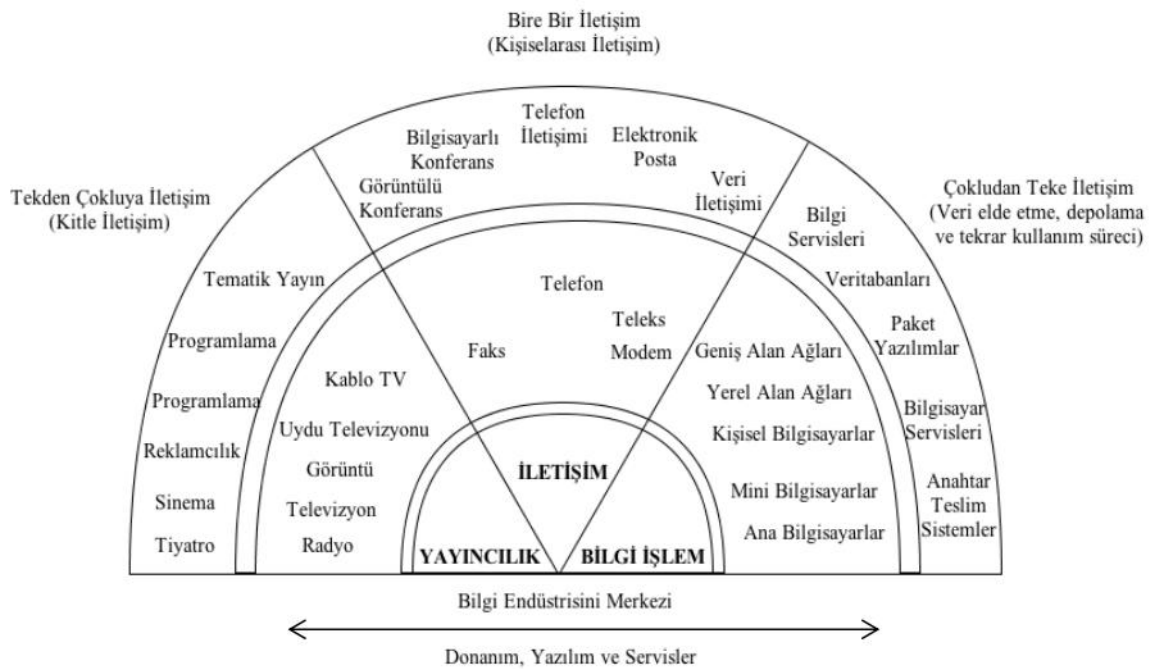 Bire Bir İletişim
(Kişiselarası İletişim)
Tekden Çokluya İletişim
(Kitle İletişim)
Çokludan Teke İletişim
(Veri elde etme, depolama
ve tekrar kullanım süreci)
Tematik Yayın
Programlama
Programlama
Reklamcılık
Sinema
Tiyatro
Görüntülü
Konferans
Bilgisayarlı
Konferans
Telefon
İletişimi
Elektronik
Posta
Veri
İletişimi
Bilgi
Servisleri
Veritabanları
Paket
Yazılımlar
Bilgisayar
Servisleri
Anahtar
Teslim
Sistemler
Kablo TV
Uydu Televizyonu
Görüntü
Televizyon
Radyo
Telefon
Teleks
Faks
Modem
Geniş Alan Ağları
Yerel Alan Ağları
Kişisel Bilgisayarlar
Mini Bilgisayarlar
Ana Bilgisayarlar
İLETİŞİM
YAYINCILIK
BİLGİ İŞLEM
Bilgi Endüstrisini Merkezi
Donanım, Yazılım ve Servisler